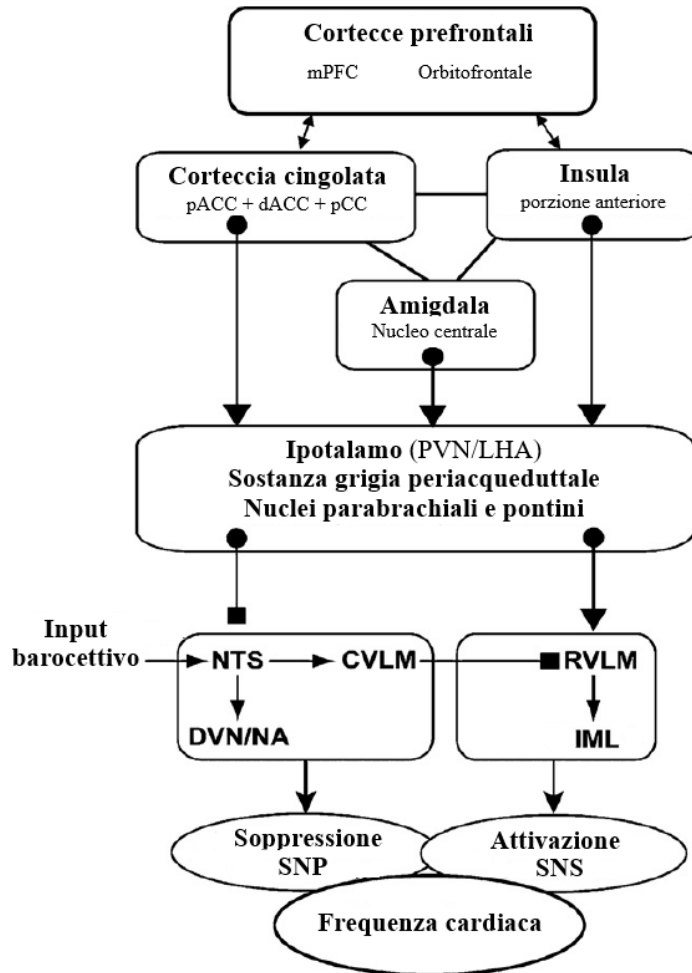 Cortecce prefrontali
mPFC Orbitofrontale
Corteccia cingolata
pACC + dACC + pCC
Insula
porzione anteriore
Amigdala
Nucleo centrale
Ipotalamo (PVN/LHA)
Sostanza grigia periacqueduttale
Nuclei parabrachiali e pontini
Input
barocettivo
NTS CVLM RVLM
DVN/NA IML
Soppressione
SNP
Attivazione
SNS
Frequenza cardiaca